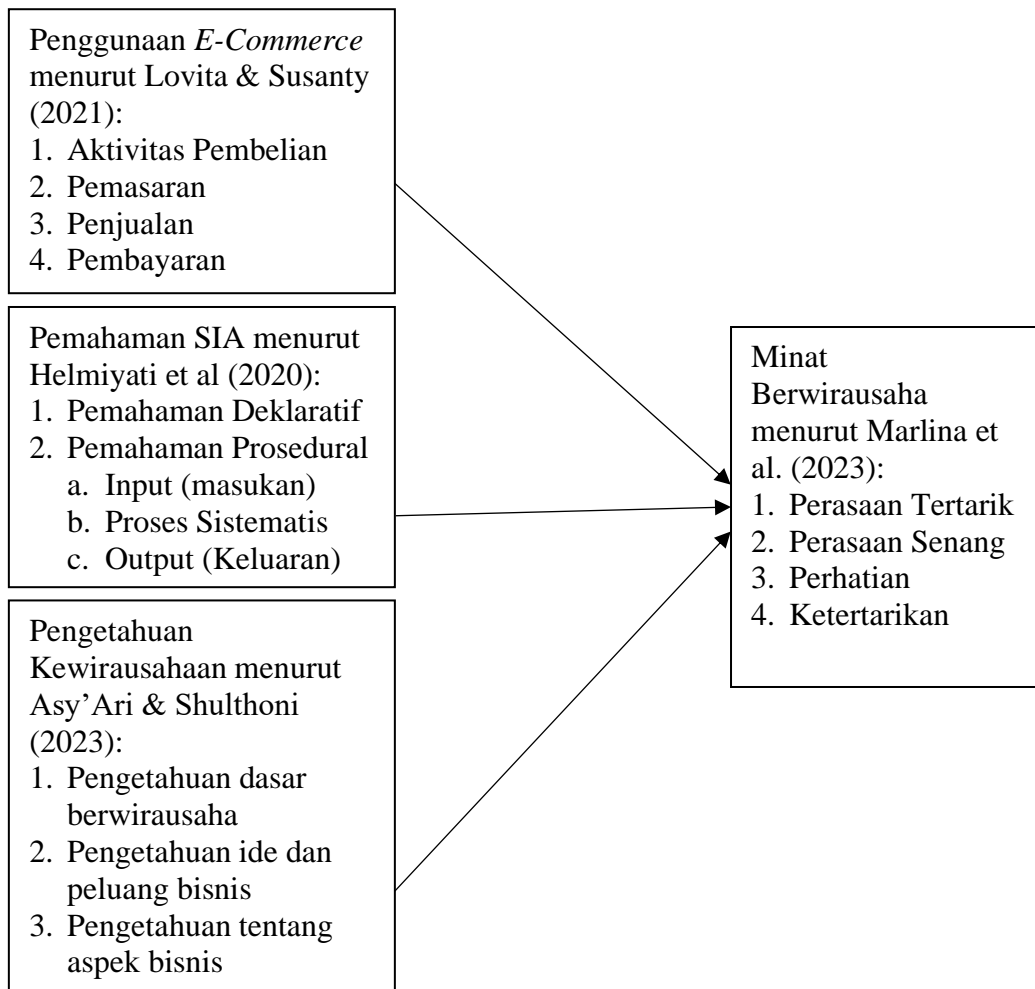 Penggunaan E-Commerce
menurut Lovita & Susanty
(2021):
1. Aktivitas Pembelian
2. Pemasaran
3. Penjualan
4. Pembayaran
Pemahaman SIA menurut
Helmiyati et al (2020):
1. Pemahaman Deklaratif
2. Pemahaman Prosedural
a. Input (masukan)
b. Proses Sistematis
c. Output (Keluaran)
Pengetahuan
Kewirausahaan menurut
Asy’Ari & Shulthoni
(2023):
1. Pengetahuan dasar
berwirausaha
2. Pengetahuan ide dan
peluang bisnis
3. Pengetahuan tentang
aspek bisnis
Minat
Berwirausaha
menurut Marlina et
al. (2023):
1. Perasaan Tertarik
2. Perasaan Senang
3. Perhatian
4. Ketertarikan